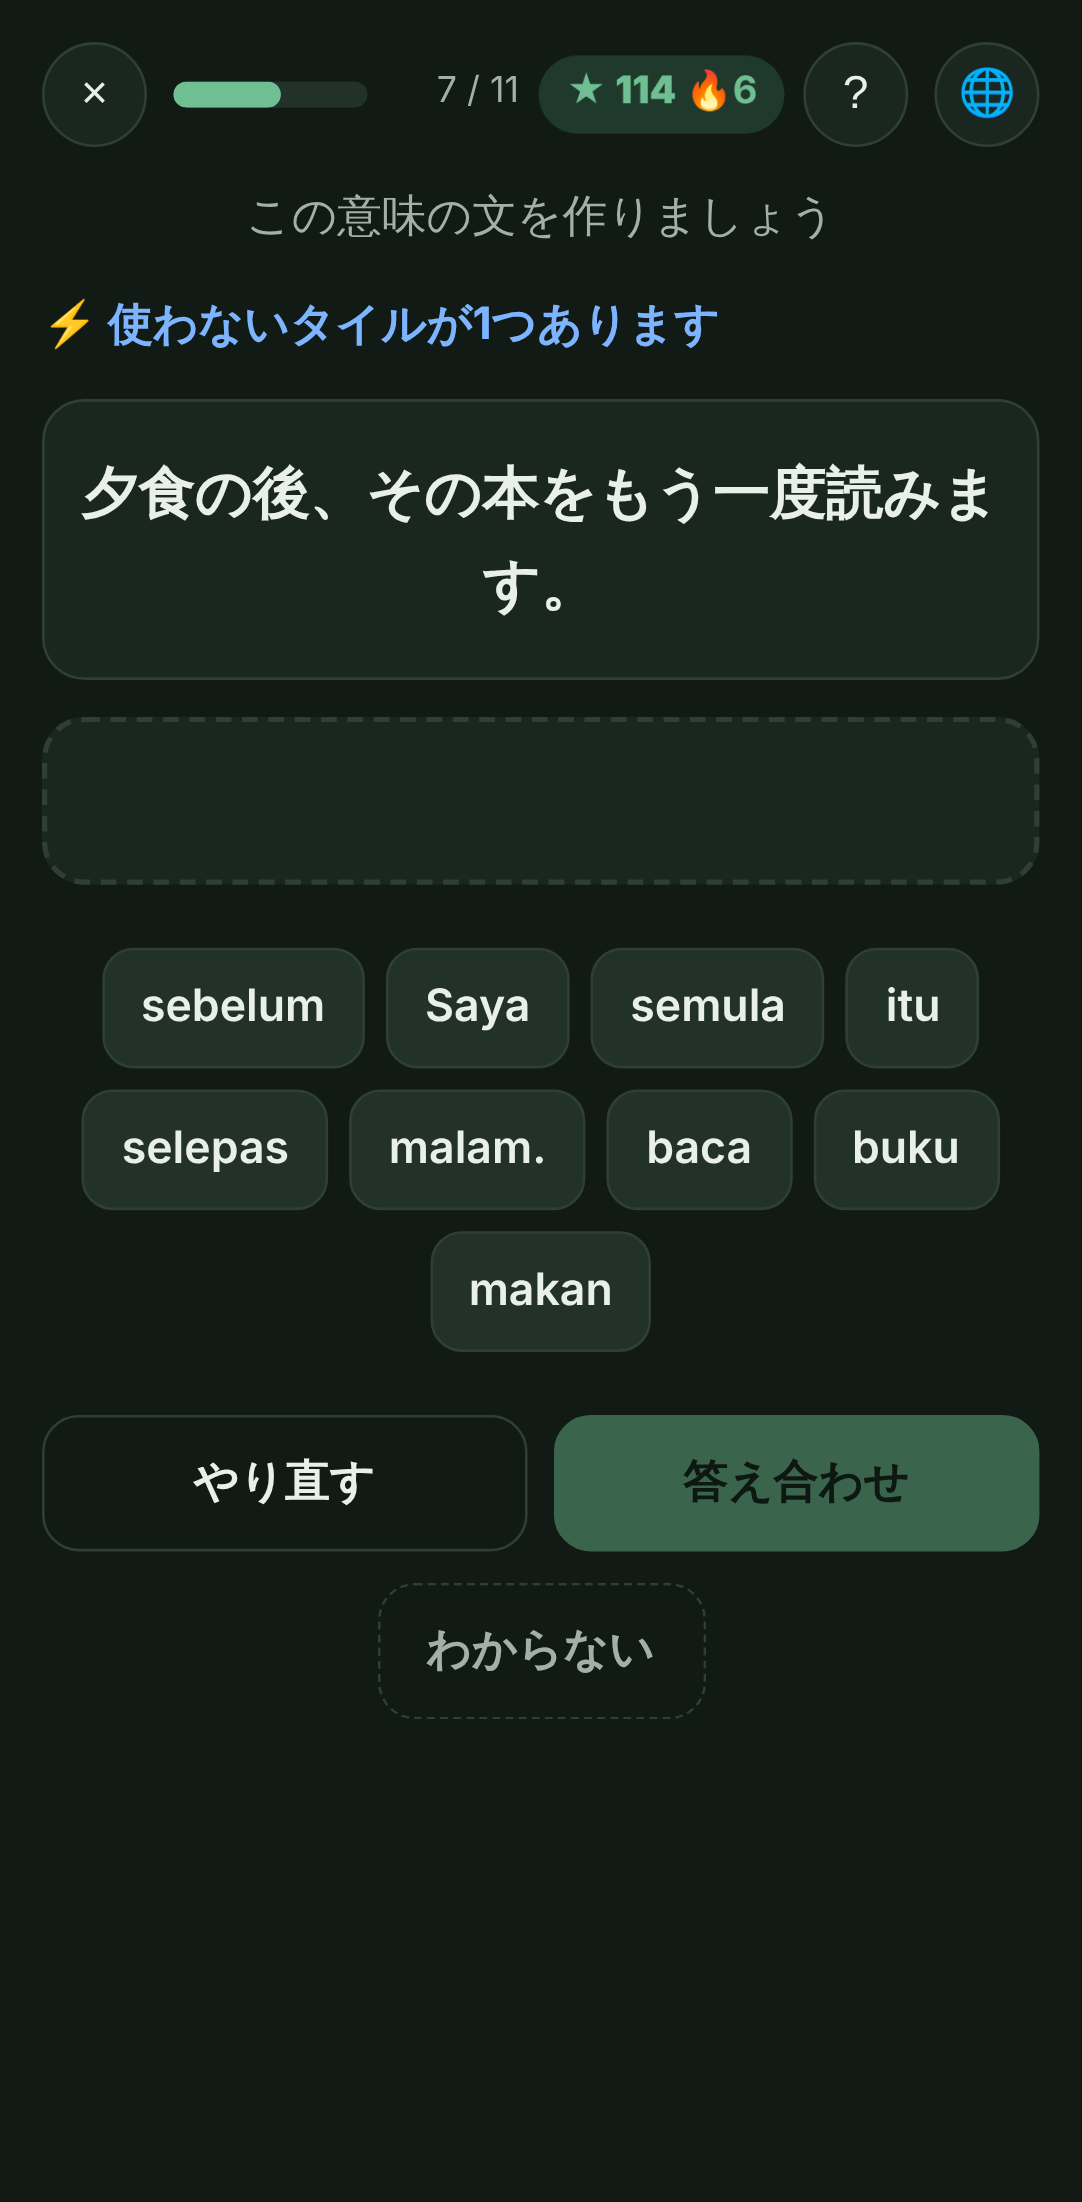 ×
7 / 11
★ 114 🔥6
?
🌐
この意味の文を作りましょう
⚡ 使わないタイルが1つあります
夕食の後、その本をもう一度読みま
す。
sebelum
Saya
semula
itu
selepas
malam.
baca
buku
makan
やり直す
答え合わせ
わからない